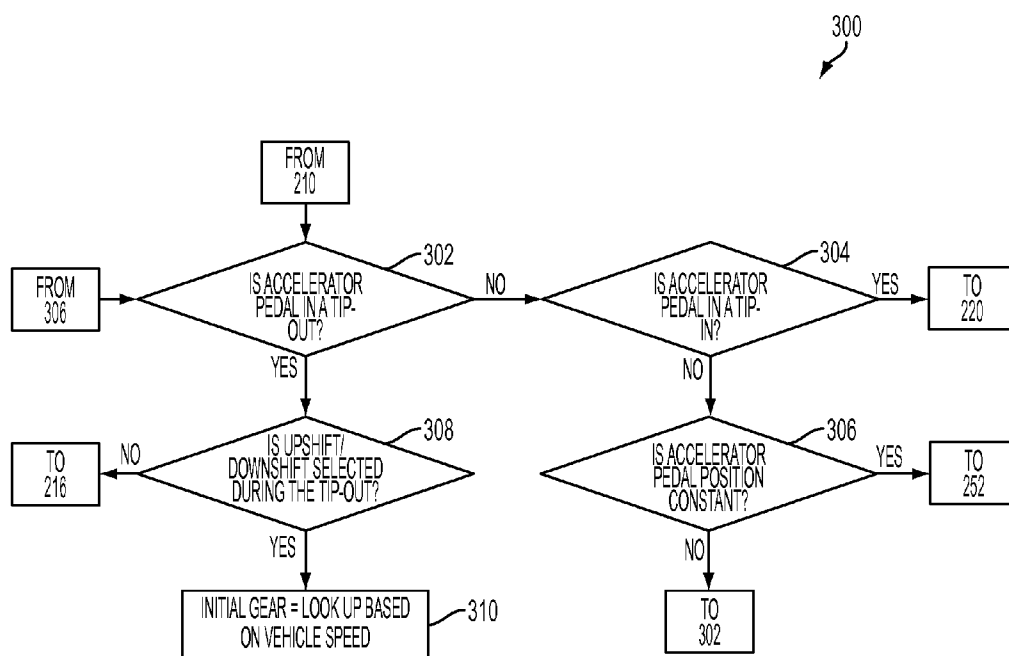 300
FROM
210
302
304
FROM
306
IS ACCELERATOR
PEDAL IN A TIP-
OUT?
NO
IS ACCELERATOR
PEDAL IN A TIP-
IN?
YES
TO
220
YES
NO
308
306
TO
216
NO
IS UPSHIFT/
DOWNSHIFT SELECTED
DURING THE TIP-OUT?
IS ACCELERATOR
PEDAL POSITION
CONSTANT?
YES
TO
252
YES
NO
INITIAL GEAR = LOOK UP BASED
ON VEHICLE SPEED
310
TO
302